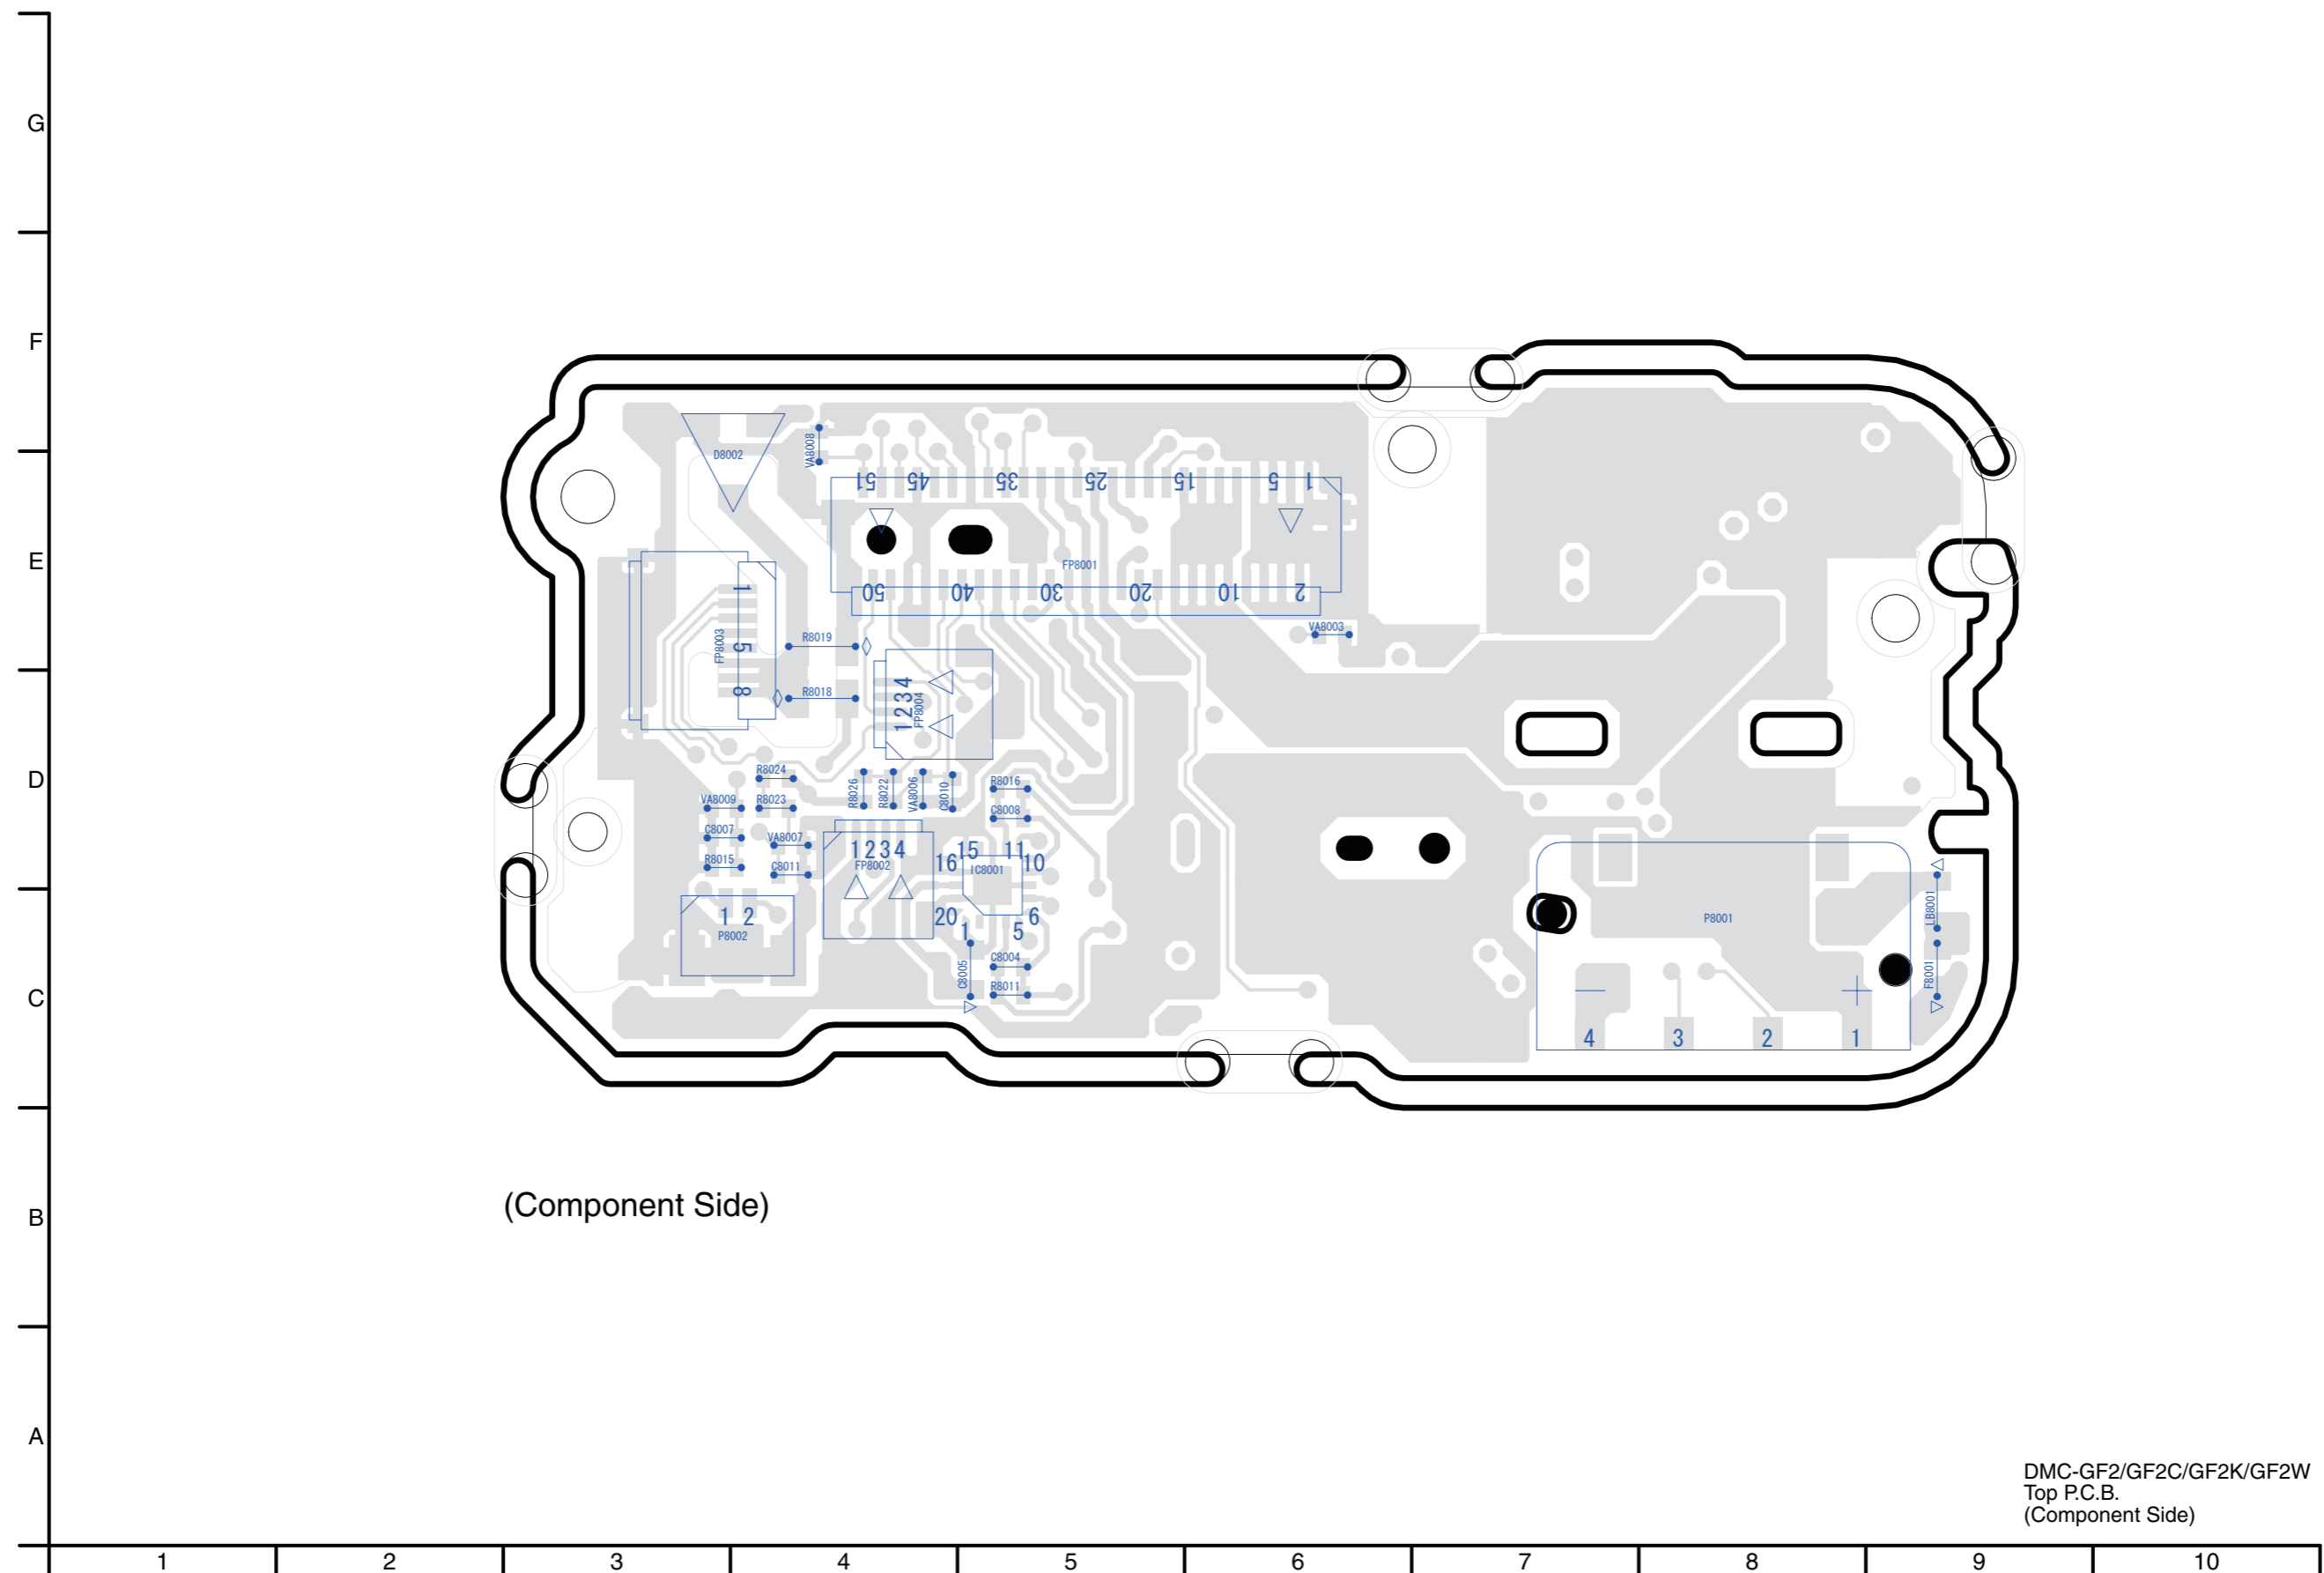 G
F
E
D
C
B
A
VA8008
D8002
51 45 35 25 15 5 1
FP8001
50 40 30 20 10 2
1
5
8
FP8003
R8019
R8018
VA8003
1234
FP8004
R8024
R8026
R8022
VA8006
C8010
R8016
VA8009
R8023
C8008
C8007
VA8007
R8015
C8011
1 2 3 4
FP8002
15 11
16 10
IC8001
20 6
1 5
1 2
P8002
C8005
C8004
R8011
P8001
LB8001
F8001
4 3 2 1
(Component Side)
DMC-GF2/GF2C/GF2K/GF2W
Top P.C.B.
(Component Side)
1 2 3 4 5 6 7 8 9 10